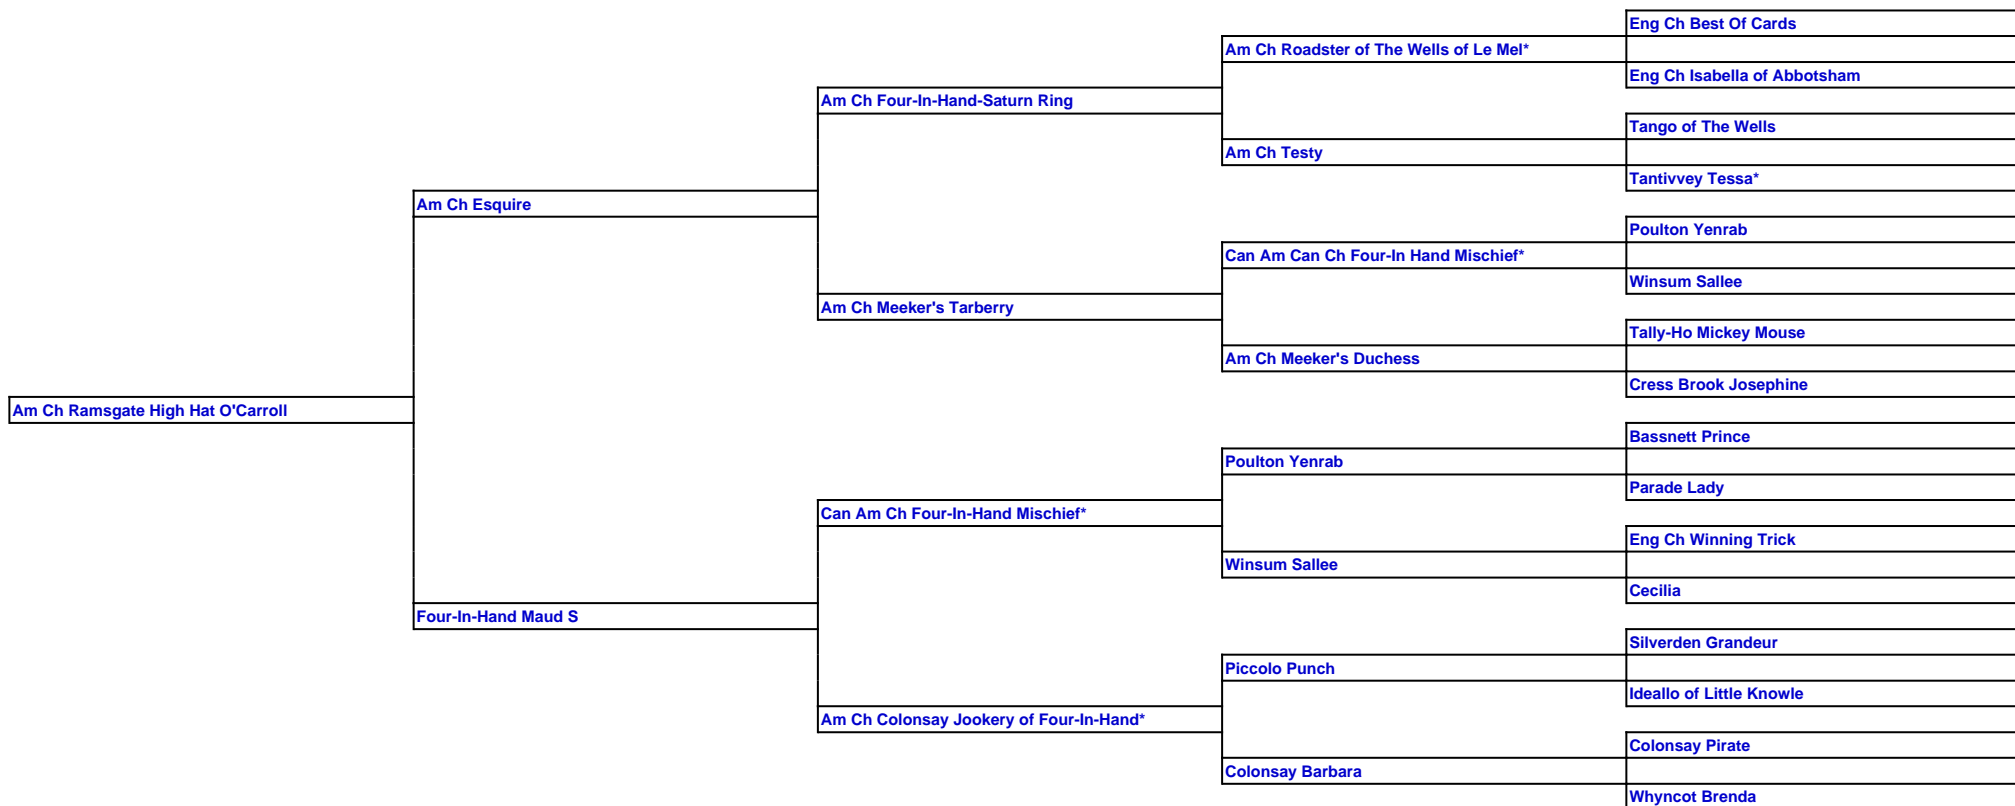 Eng Ch Best Of Cards
Am Ch Roadster of The Wells of Le Mel*
Eng Ch Isabella of Abbotsham
Am Ch Four-In-Hand-Saturn Ring
Tango of The Wells
Am Ch Testy
Tantivvey Tessa*
Am Ch Esquire
Poulton Yenrab
Can Am Can Ch Four-In Hand Mischief*
Winsum Sallee
Am Ch Meeker's Tarberry
Tally-Ho Mickey Mouse
Am Ch Meeker's Duchess
Cress Brook Josephine
Am Ch Ramsgate High Hat O'Carroll
Bassnett Prince
Poulton Yenrab
Parade Lady
Can Am Ch Four-In-Hand Mischief*
Eng Ch Winning Trick
Winsum Sallee
Cecilia
Four-In-Hand Maud S
Silverden Grandeur
Piccolo Punch
Ideallo of Little Knowle
Am Ch Colonsay Jookery of Four-In-Hand*
Colonsay Pirate
Colonsay Barbara
Whyncot Brenda